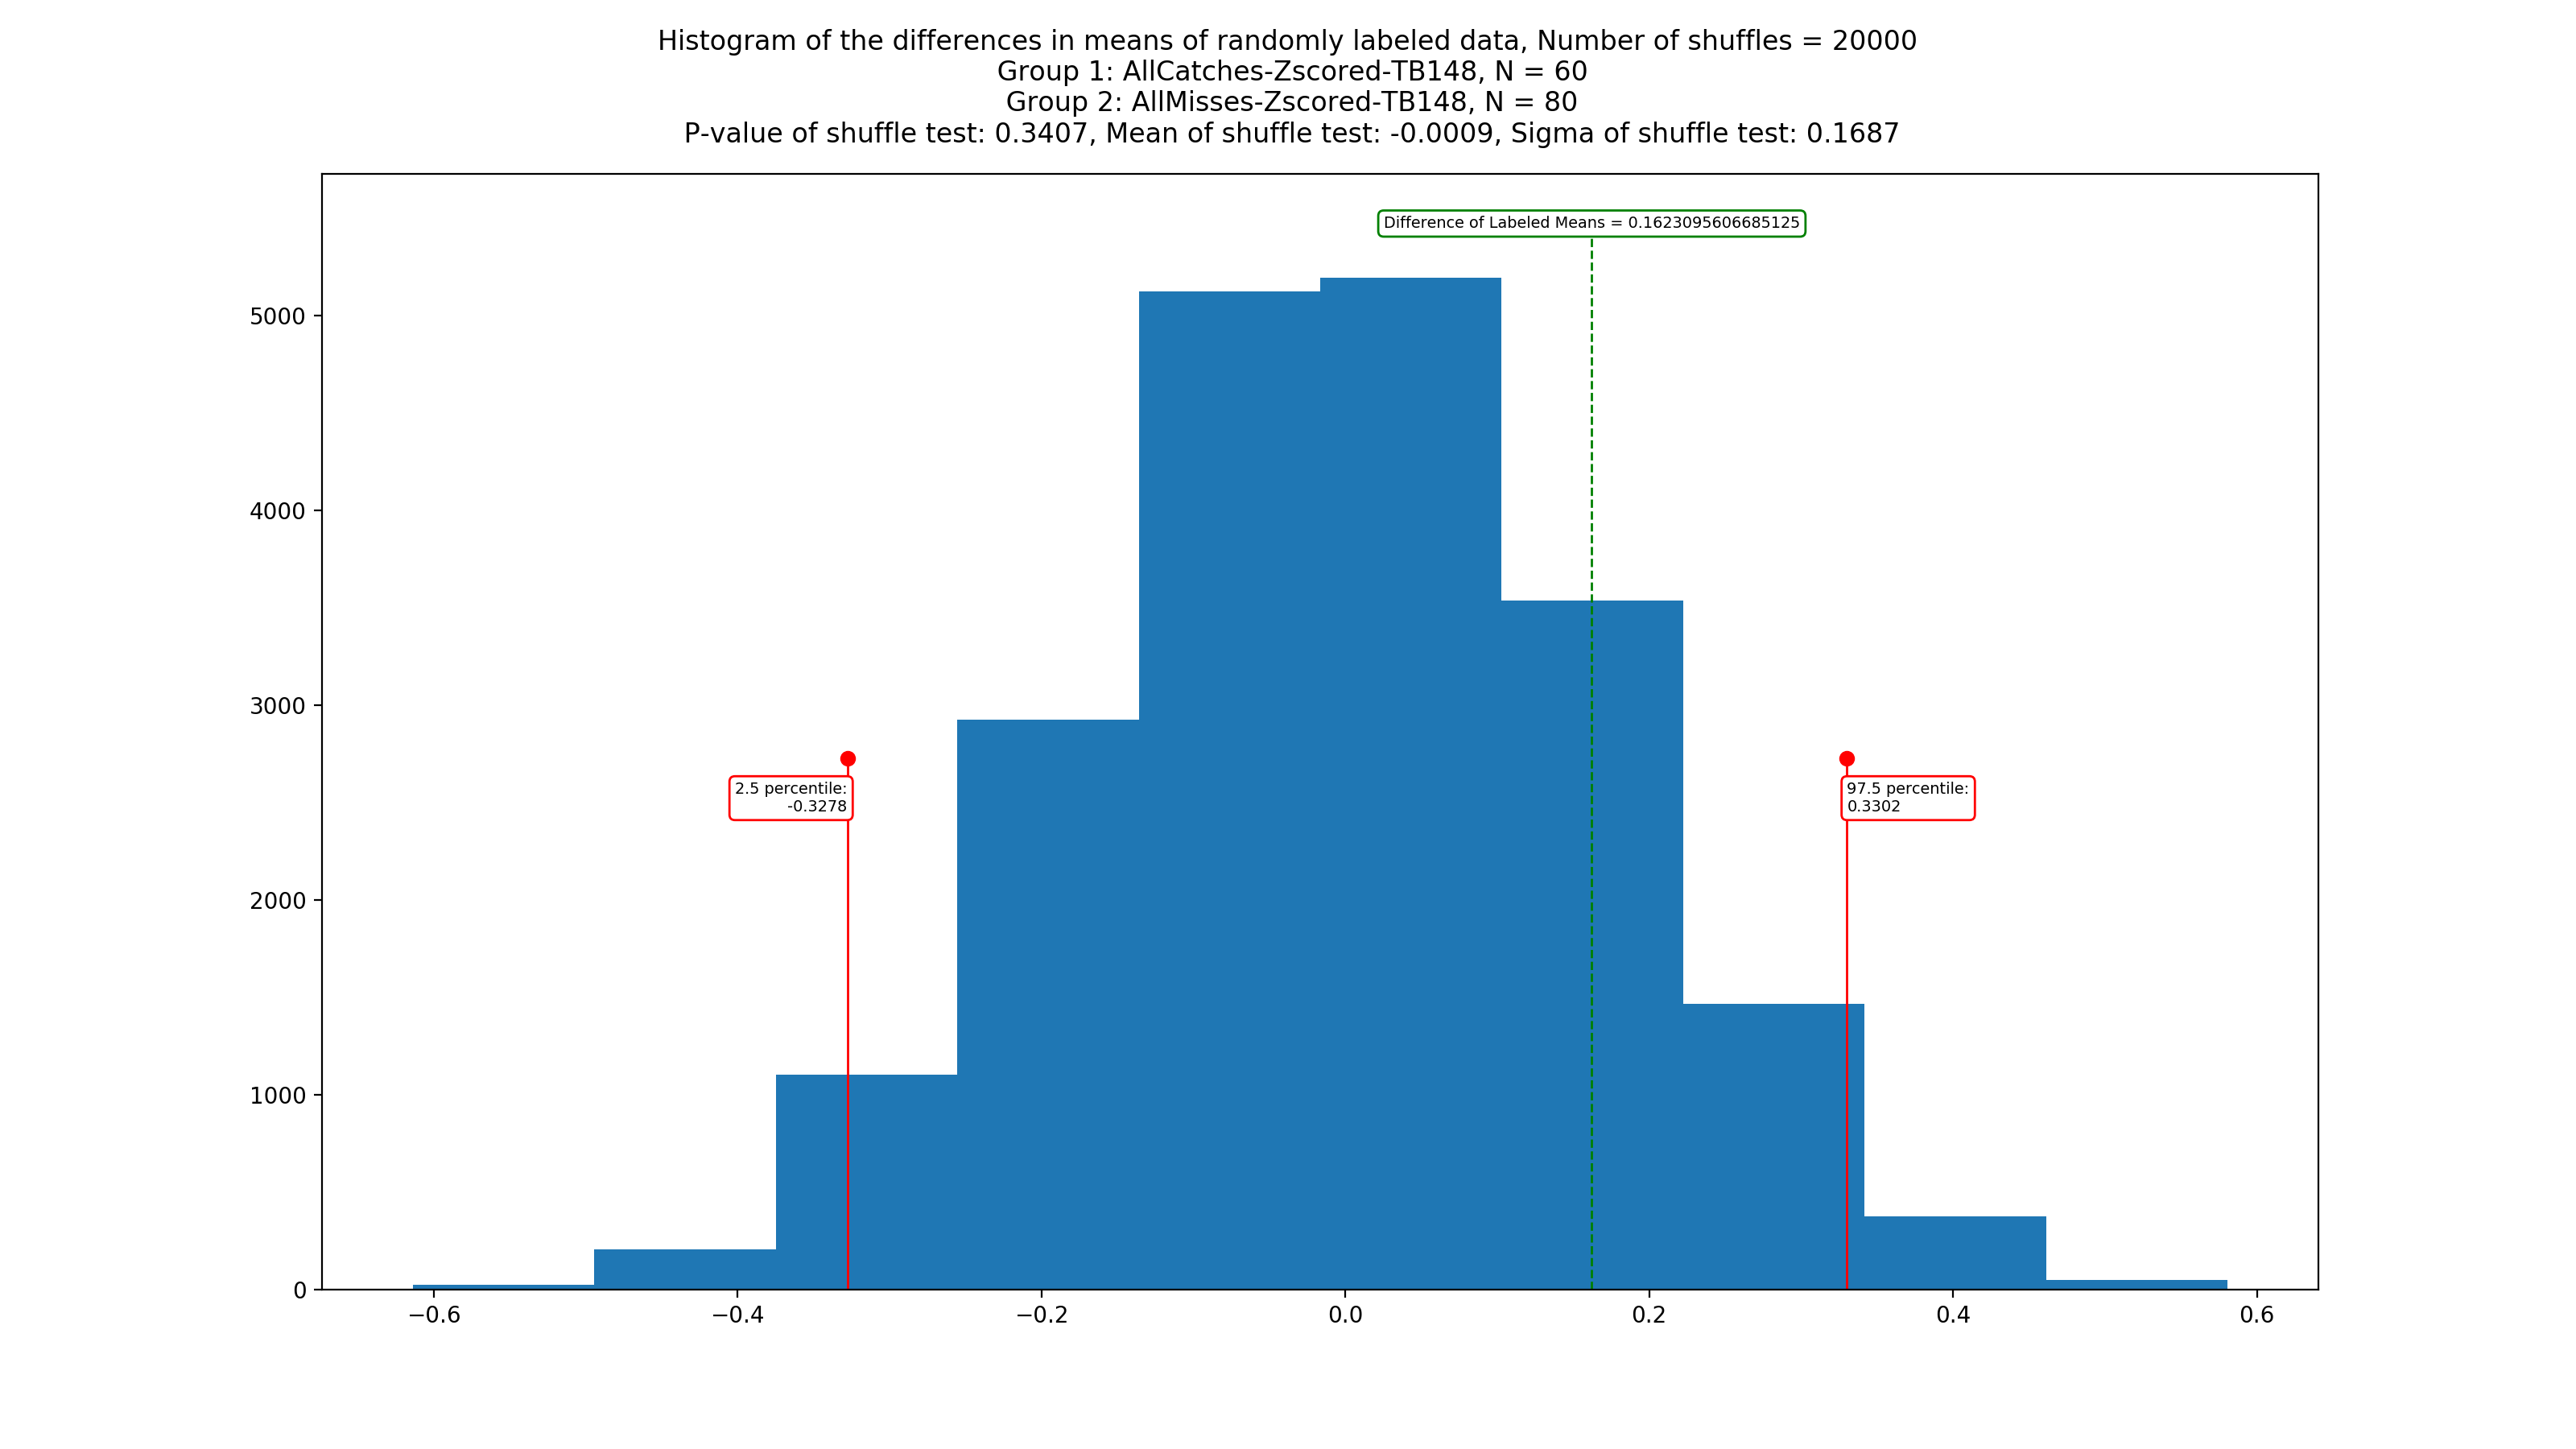 Histogram of the differences in means of randomly labeled data, Number of shuffles = 20000
Group 1: AllCatches-Zscored-TB148, N = 60
Group 2: AllMisses-Zscored-TB148, N = 80
P-value of shuffle test: 0.3407, Mean of shuffle test: -0.0009, Sigma of shuffle test: 0.1687
Difference of Labeled Means = 0.1623095606685125
5000
4000
3000
2.5 percentile:
-0.3278
97.5 percentile:
0.3302
2000
1000
0
−0.6
−0.4
−0.2
0.0
0.2
0.4
0.6